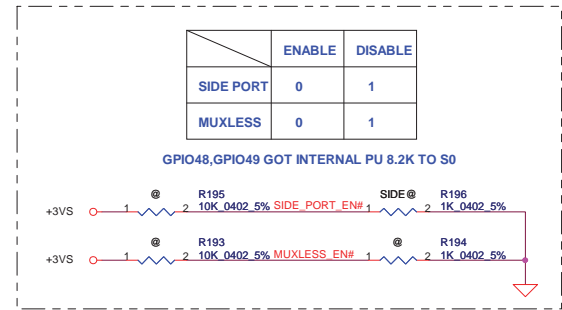 ENABLE DISABLE
SIDE PORT 0 1
MUXLESS 0 1
GPIO48,GPIO49 GOT INTERNAL PU 8.2K TO S0
@ R195 SIDE@ R196
+3VS 1 2 10K_0402_5% SIDE_PORT_EN# 1 2 1K_0402_5%
@ R193 @ R194
+3VS 1 2 10K_0402_5% MUXLESS_EN# 1 2 1K_0402_5%